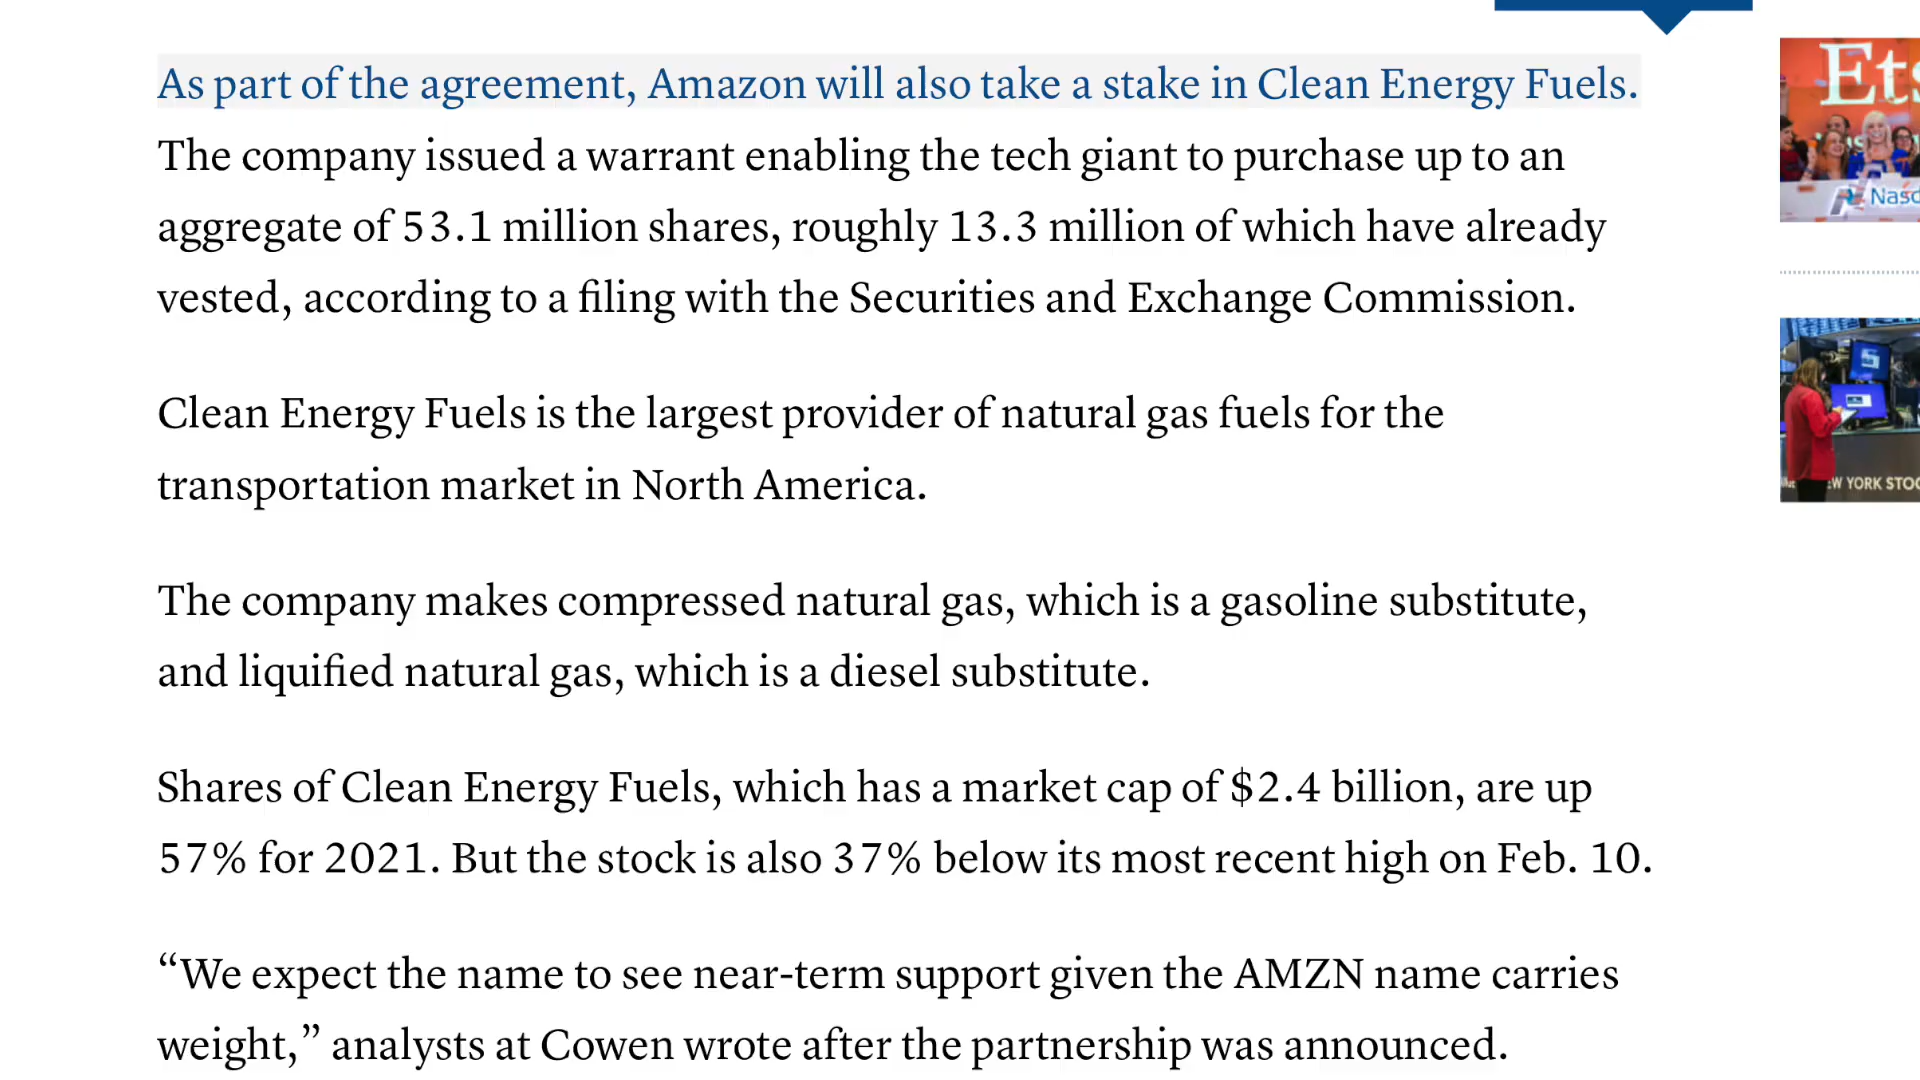 As part of the agreement, Amazon will also take a stake in Clean Energy Fuels.
The company issued a warrant enabling the tech giant to purchase up to an
aggregate of 53.1 million shares, roughly 13.3 million of which have already
vested, according to a filing with the Securities and Exchange Commission.
Clean Energy Fuels is the largest provider of natural gas fuels for the
transportation market in North America.
The company makes compressed natural gas, which is a gasoline substitute,
and liquified natural gas, which is a diesel substitute.
Shares of Clean Energy Fuels, which has a market cap of $2.4 billion, are up
57% for 2021. But the stock is also 37% below its most recent high on Feb. 10.
“We expect the name to see near-term support given the AMZN name carries
weight,” analysts at Cowen wrote after the partnership was announced.
Ets
Nasd
EW YORK STOC